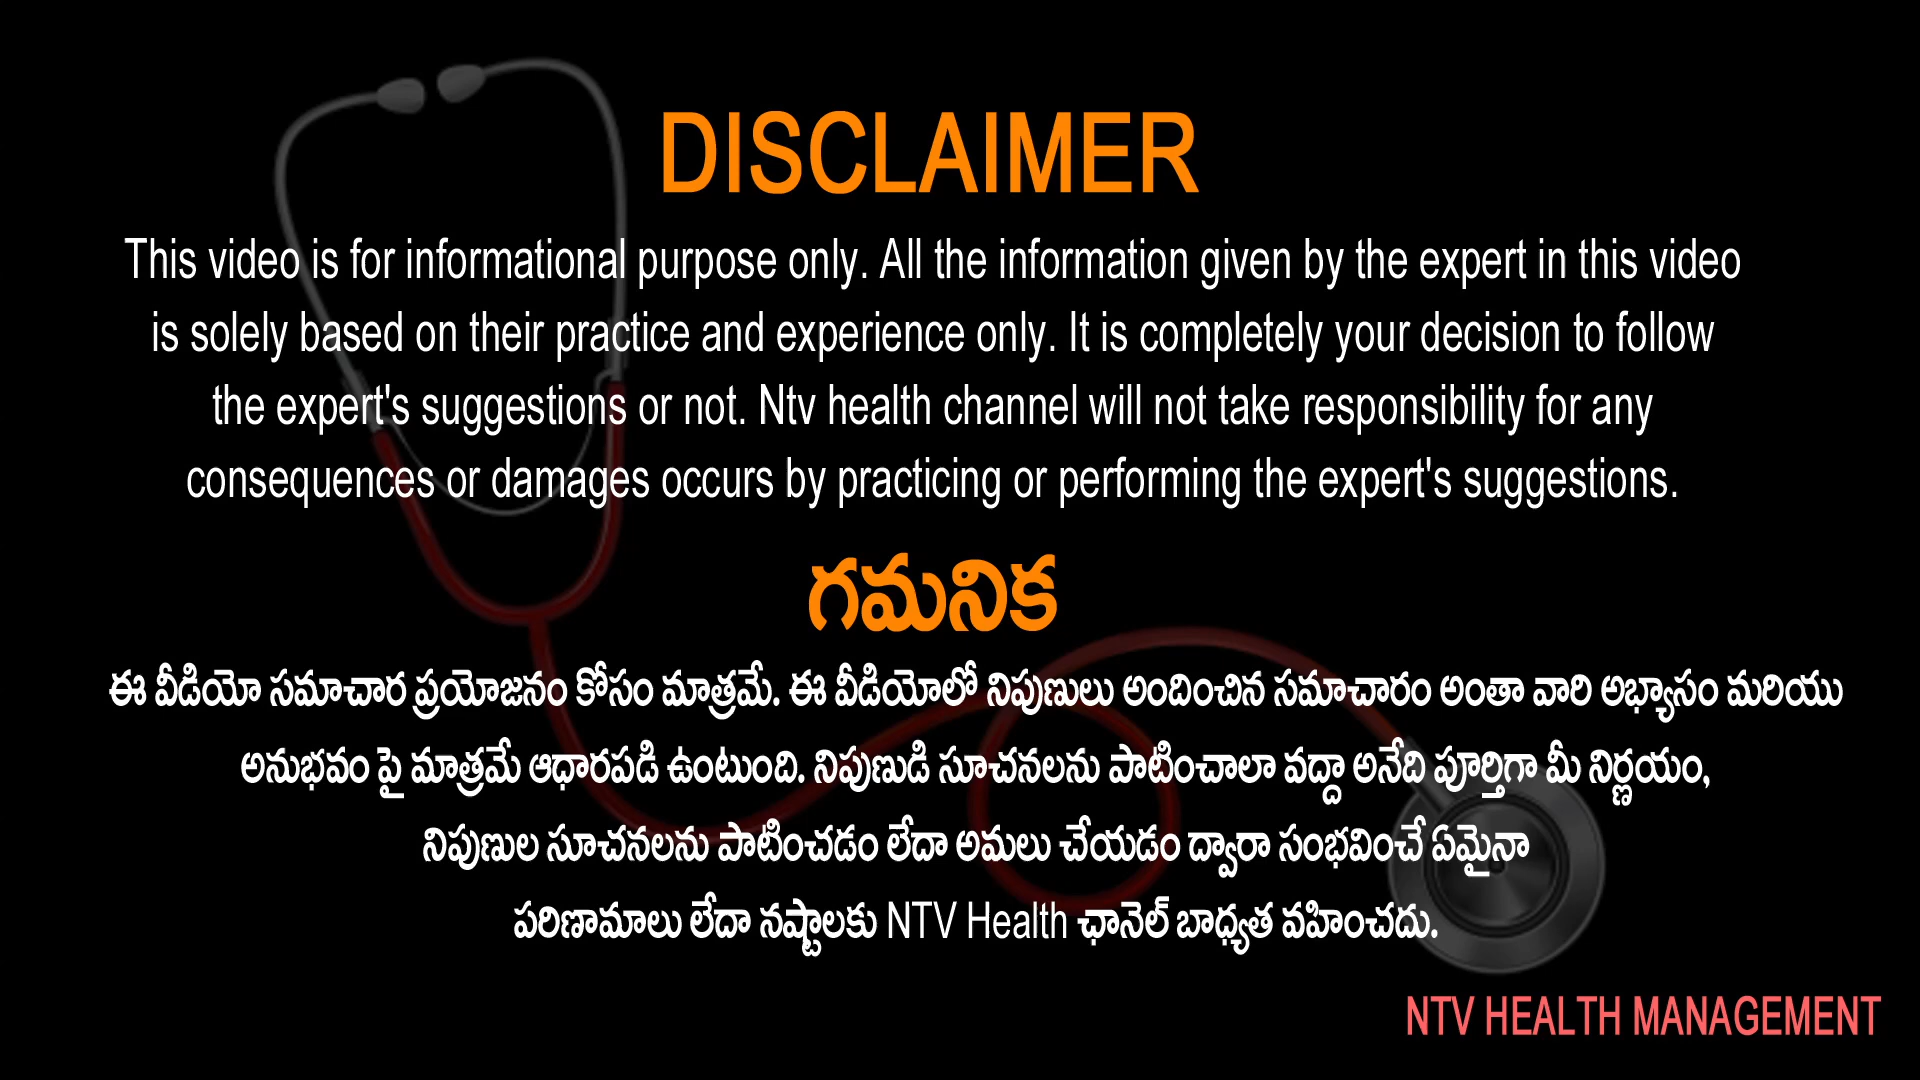 DISCLAIMER
This video is for informational purpose only. All the information given by the expert in this video
is solely based on their practice and experience only. It is completely your decision to follow
the expert's suggestions or not. Ntv health channel will not take responsibility for any
consequences or damages occurs by practicing or performing the expert's suggestions.
గమనిక
ఈ వీడియో సమాచార ప్రయోజనం కోసం మాత్రమే. ఈ వీడియోలో నిపుణులు అందించిన సమాచారం అంతా వారి అభ్యాసం మరియు
అనుభవం పై మాత్రమే ఆధారపడి ఉంటుంది. నిపుణుడి సూచనలను పాటించాలా వద్దా అనేది పూర్తిగా మీ నిర్ణయం,
నిపుణుల సూచనలను పాటించడం లేదా అమలు చేయడం ద్వారా సంభవించే ఏమైనా
పరిణామాలు లేదా నష్టాలకు NTV Health ఛానెల్ బాధ్యత వహించదు.
NTV HEALTH MANAGEMENT